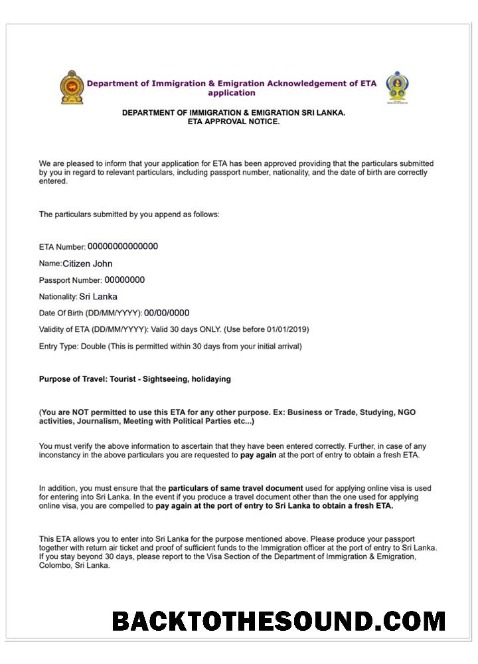 Department of Immigration & Emigration Acknowledgement of ETA
application
DEPARTMENT OF IMMIGRATION & EMIGRATION SRI LANKA.
ETA APPROVAL NOTICE.
We are pleased to inform that your application for ETA has been approved providing that the particulars submitted
by you in regard to relevant particulars, including passport number, nationality, and the date of birth are correctly
entered.
The particulars submitted by you append as follows:
ETA Number: 00000000000000
Name:Citizen John
Passport Number: 00000000
Nationality: Sri Lanka
Date Of Birth (DD/MM/YYYY): 00/00/0000
Validity of ETA (DD/MM/YYYY): Valid 30 days ONLY. (Use before 01/01/2019)
Entry Type: Double (This is permitted within 30 days from your initial arrival)
Purpose of Travel: Tourist - Sightseeing, holidaying
(You are NOT permitted to use this ETA for any other purpose. Ex: Business or Trade, Studying, NGO
activities, Journalism, Meeting with Political Parties etc...)
You must verify the above information to ascertain that they have been entered correctly. Further, in case of any
inconstancy in the above particulars you are requested to pay again at the port of entry to obtain a fresh ETA.
In addition, you must ensure that the particulars of same travel document used for applying online visa is used
for entering into Sri Lanka. In the event if you produce a travel document other than the one used for applying
online visa, you are compelled to pay again at the port of entry to Sri Lanka to obtain a fresh ETA.
This ETA allows you to enter into Sri Lanka for the purpose mentioned above. Please produce your passport
together with return air ticket and proof of sufficient funds to the Immigration officer at the port of entry to Sri Lanka.
If you stay beyond 30 days, please report to the Visa Section of the Department of Immigration & Emigration,
Colombo, Sri Lanka.
BACKTOTHESOUND.COM